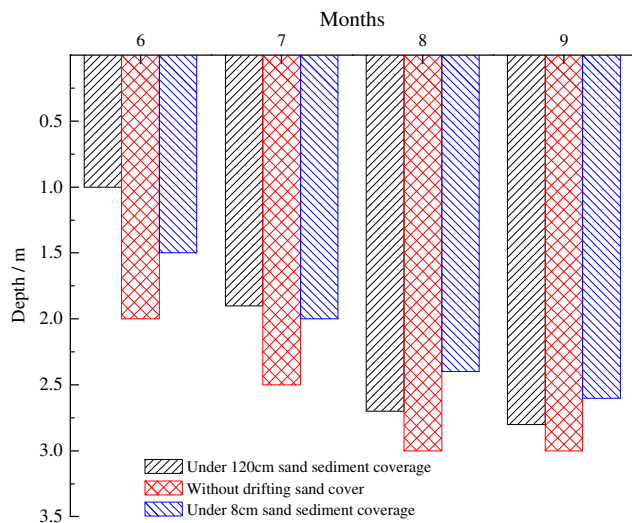 Months
6 7 8 9
Depth / m
0.5
1.0
1.5
2.0
2.5
3.0
3.5
Under 120cm sand sediment coverage
Without drifting sand cover
Under 8cm sand sediment coverage